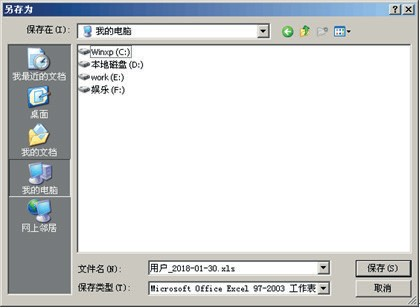 另存为
保存在(I):
我的电脑
我最近的文档
桌面
我的文档
我的电脑
网上邻居
Winxp (C:)
本地磁盘 (D:)
work (E:)
娱乐 (F:)
文件名(N):
用户_2018-01-30.xls
保存(S)
保存类型(T):
Microsoft Office Excel 97-2003 工作表
取消